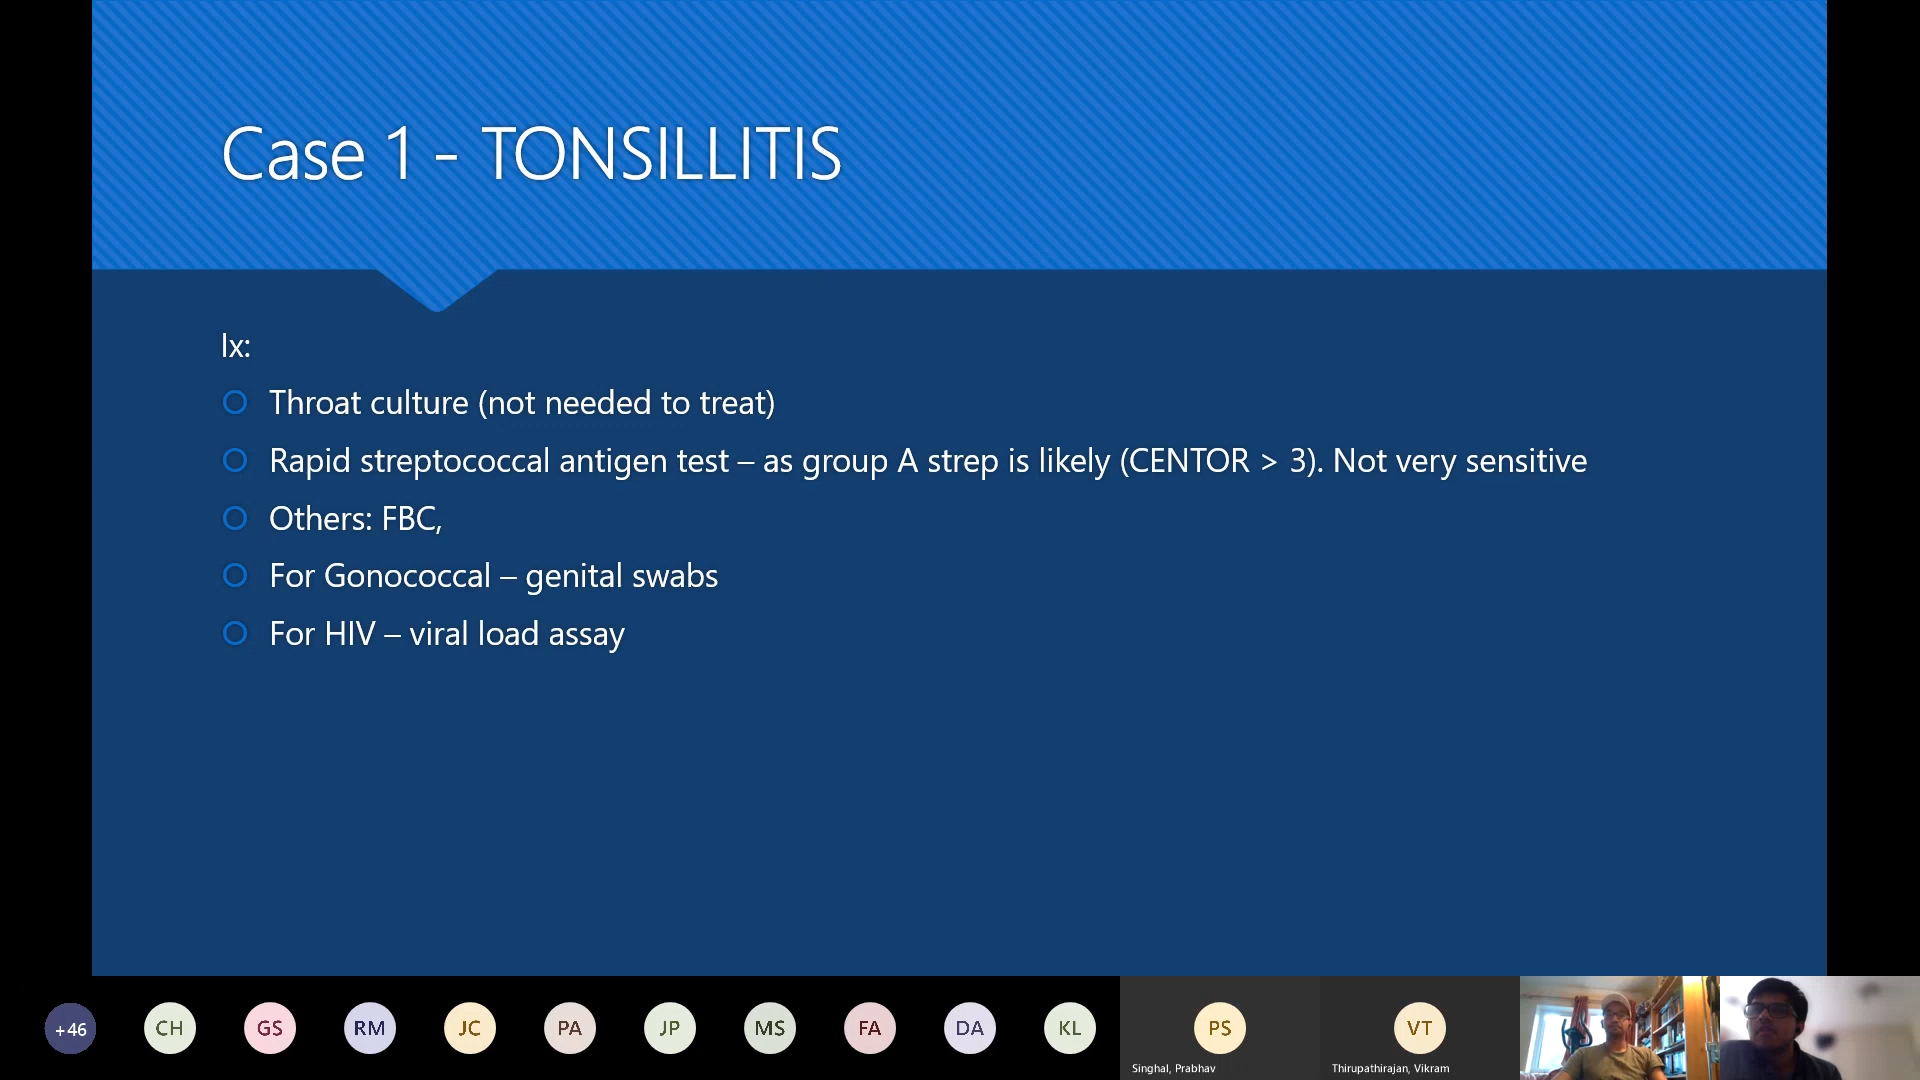 Case 1 - TONSILLITIS
Ix:
Throat culture (not needed to treat)
Rapid streptococcal antigen test – as group A strep is likely (CENTOR > 3). Not very sensitive
Others: FBC,
For Gonococcal – genital swabs
For HIV – viral load assay
+46
CH
GS
RM
JC
PA
JP
MS
FA
DA
KL
PS
VT
Singhal, Prabhav
Thirupathirajan, Vikram